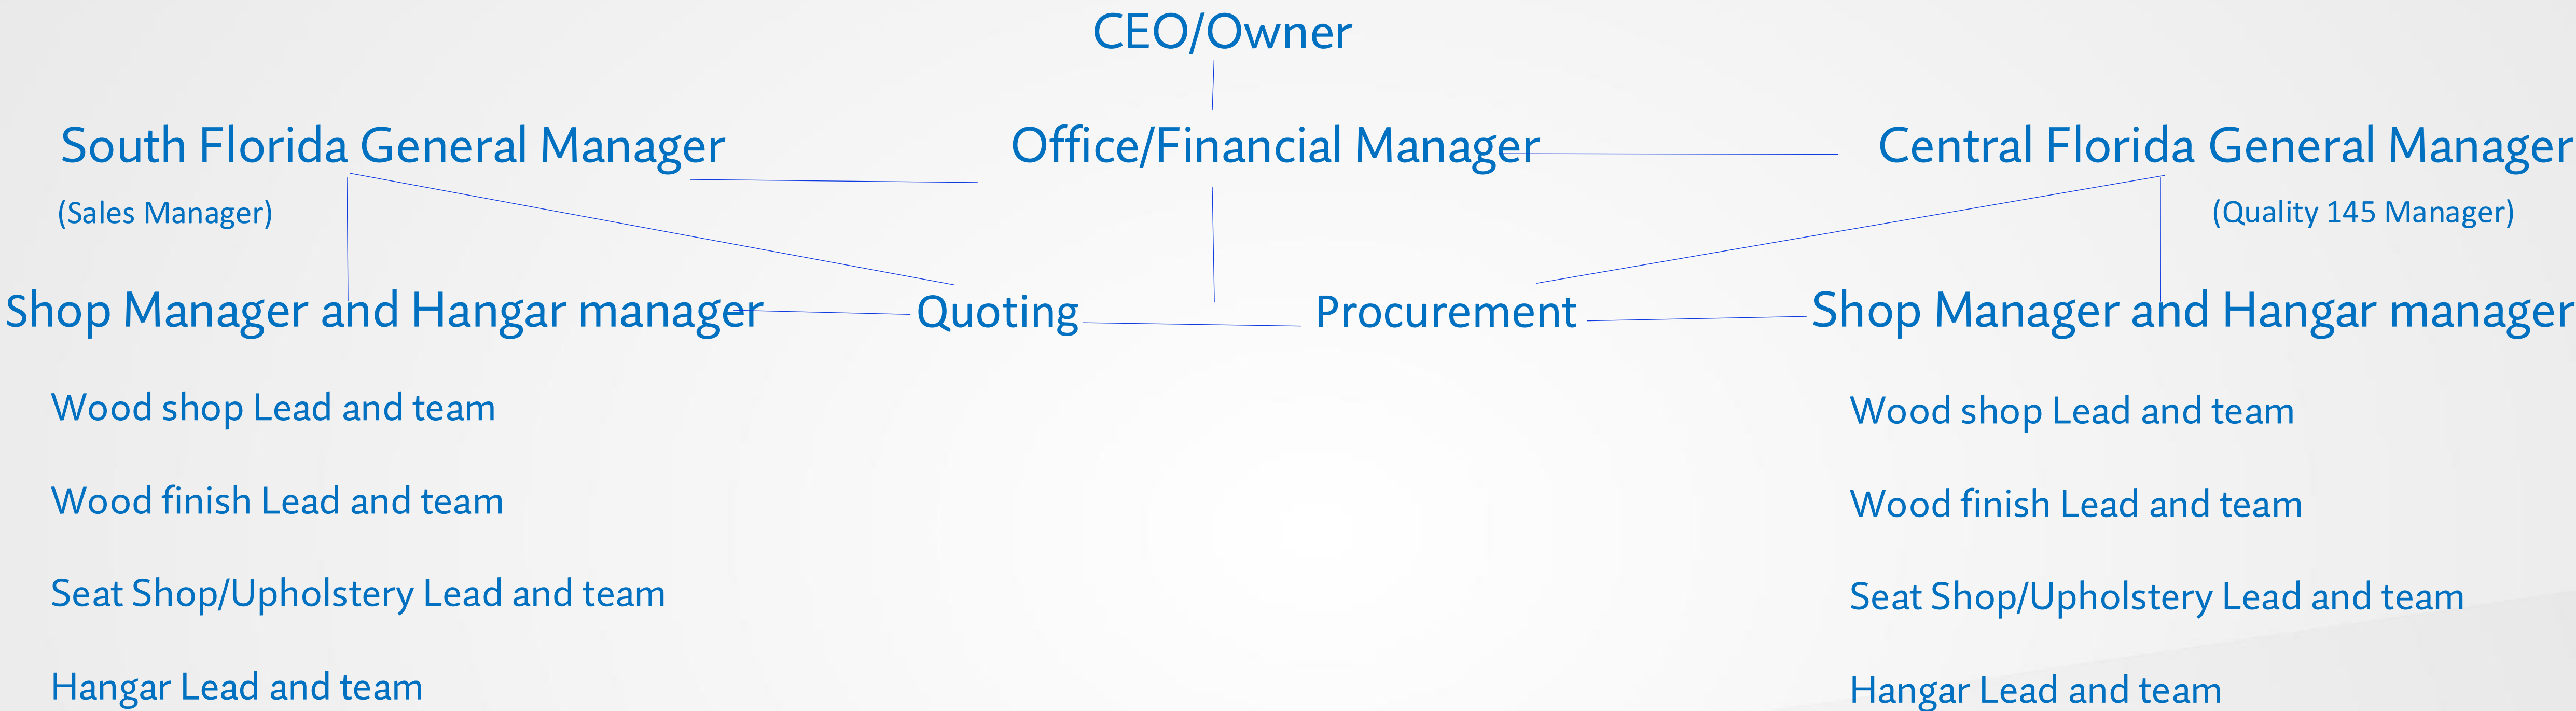 CEO/Owner
South Florida General Manager
Office/Financial Manager
Central Florida General Manager
(Sales Manager)
(Quality 145 Manager)
Shop Manager and Hangar manager
Quoting
Procurement
Shop Manager and Hangar manager
Wood shop Lead and team
Wood shop Lead and team
Wood finish Lead and team
Wood finish Lead and team
Seat Shop/Upholstery Lead and team
Seat Shop/Upholstery Lead and team
Hangar Lead and team
Hangar Lead and team